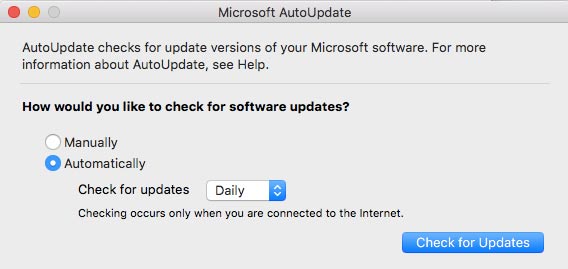 Microsoft AutoUpdate
AutoUpdate checks for update versions of your Microsoft software. For more
information about AutoUpdate, see Help.
How would you like to check for software updates?
Manually
Automatically
Check for updates Daily
Checking occurs only when you are connected to the Internet.
Check for Updates